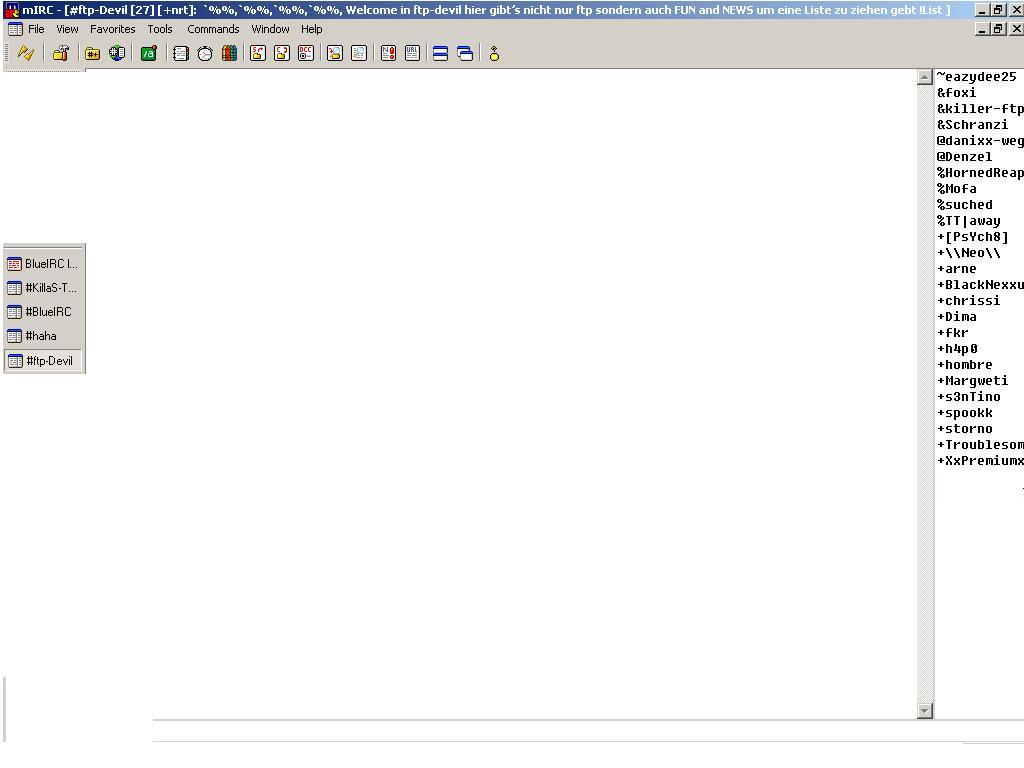 mIRC - [#ftp-Devil [27] [+nrt]: `%%,`%%,`%%,`%%, Welcome in ftp-devil hier gibt's nicht nur ftp sondern auch FUN and NEWS um eine Liste zu ziehen gebt !List ]
File View Favorites Tools Commands Window Help
BlueIRC I...
#KillaS-T...
#BlueIRC
#haha
#ftp-Devil
~eazydee25
&foxi
&killer-ftp
&Schranzi
@danixx-weg
@Denzel
%HornedReap
%Mofa
%suched
%TT|away
+[PsYch8]
+\\Neo\\
+arne
+BlackNexxu
+chrissi
+Dima
+fkr
+h4p0
+hombre
+Margweti
+s3nTino
+spookk
+storno
+Troublesom
+XxPremiumx